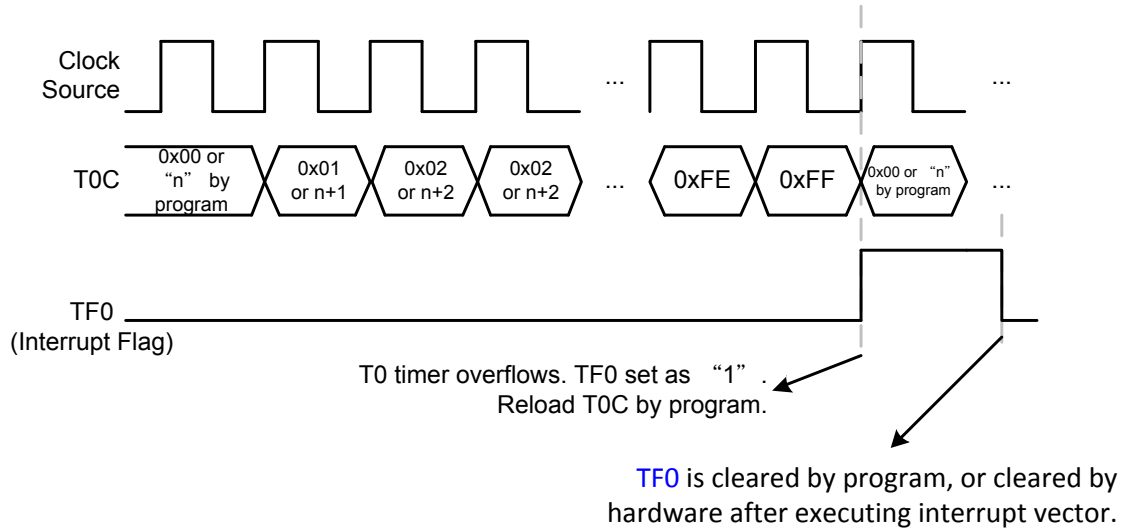 Clock
Source
...
...
T0C
0x00 or
“n” by
program
0x01
or n+1
0x02
or n+2
0x02
or n+2
...
0xFE
0xFF
0x00 or “n”
by program
...
TF0
(Interrupt Flag)
T0 timer overflows. TF0 set as “1”.
Reload T0C by program.
TF0 is cleared by program, or cleared by
hardware after executing interrupt vector.